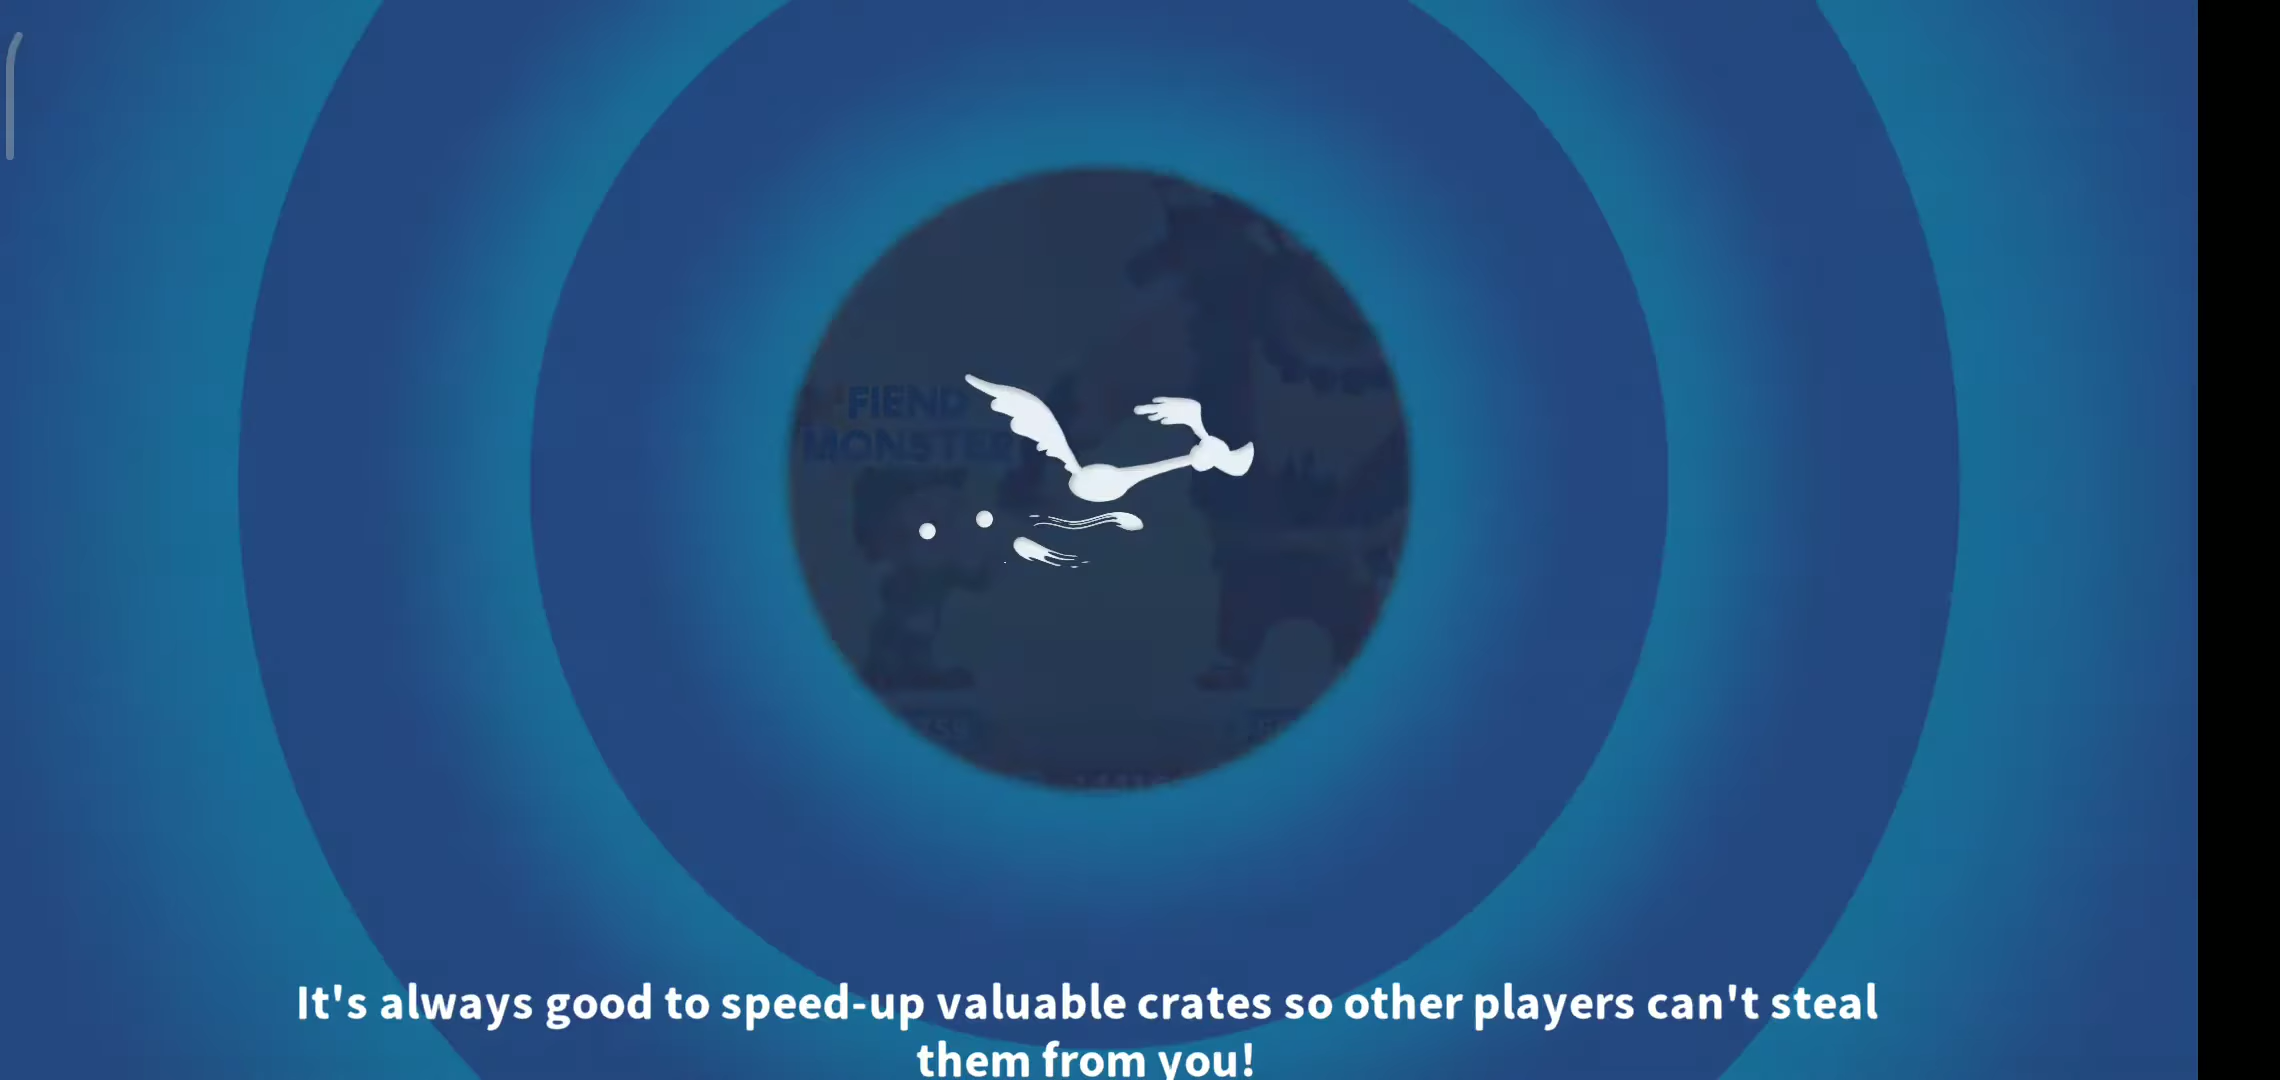 FIEND
MONSTER
It's always good to speed-up valuable crates so other players can't steal
them from you!